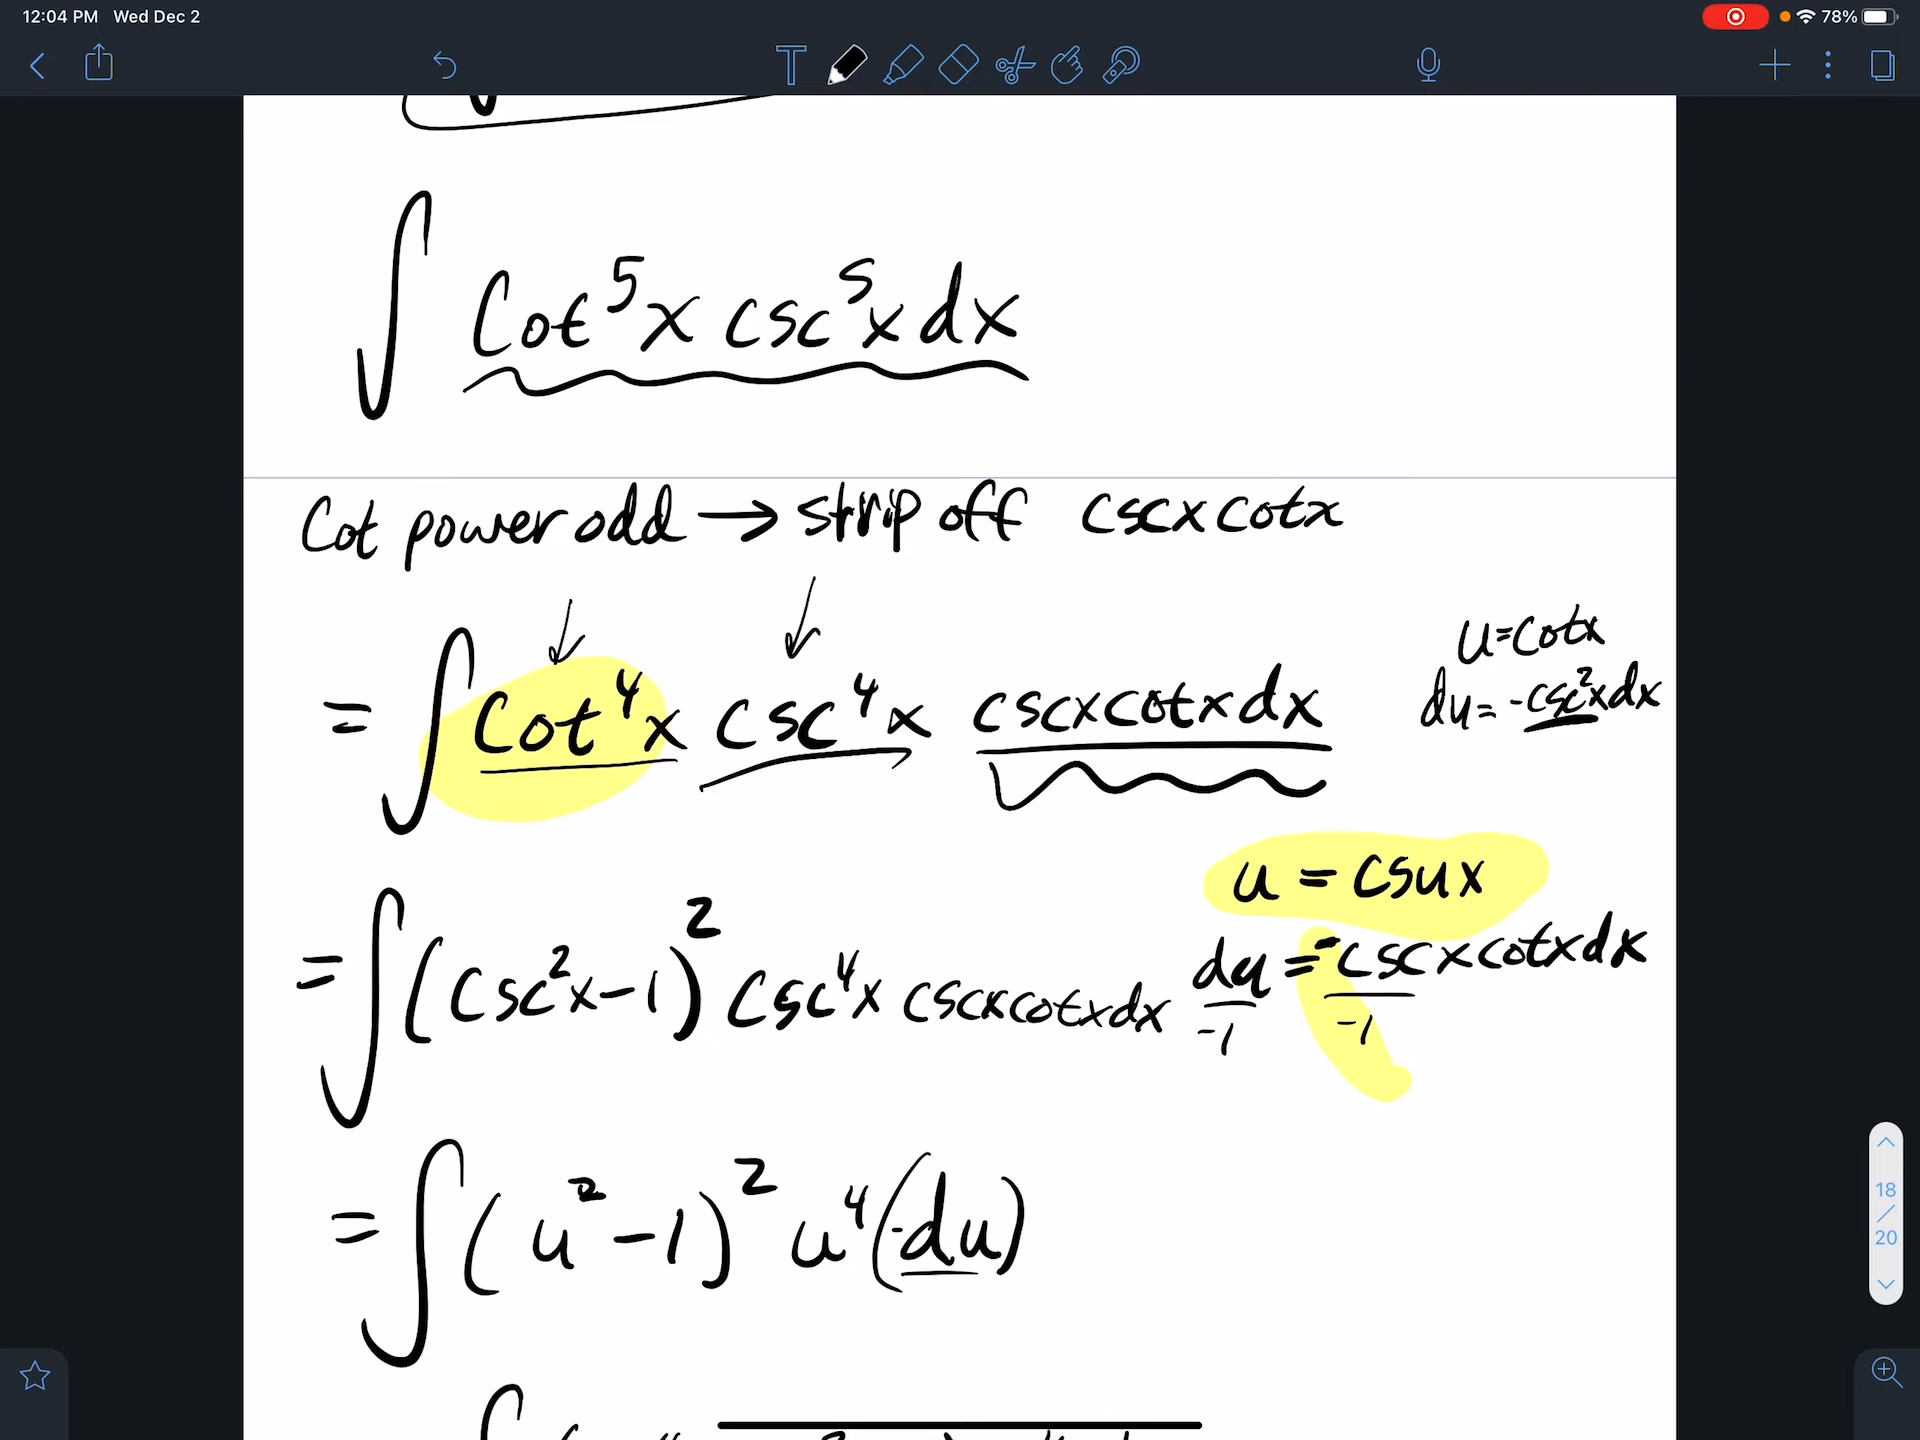 12:04 PM Wed Dec 2
78%
T
∫ Cot⁵x csc⁵x dx
Cot power odd → strip off cscx cotx
u=cotx
du=-csc²xdx
= ∫ Cot⁴x csc⁴x cscxcotxdx
u = cscx
du = -cscxcotxdx
-1 -1
= ∫ (csc²x-1)² csc⁴x cscxcotxdx
= ∫ (u²-1)² u⁴(-du)
18
/
20